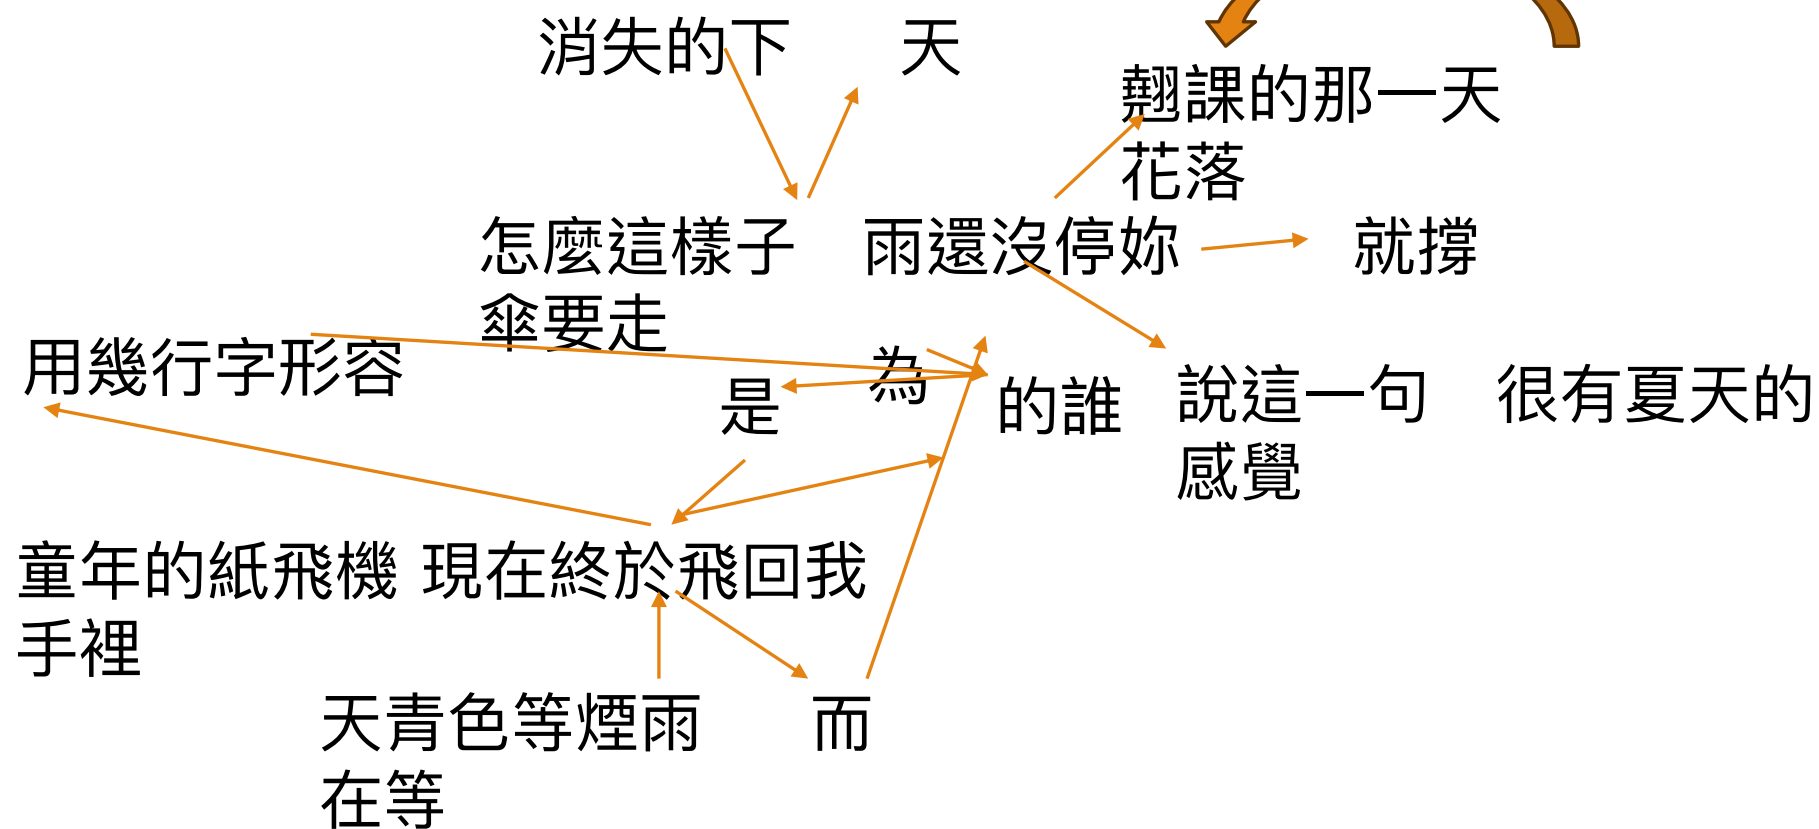 消失的下 天
翹課的那一天
花落
怎麼這樣子 雨還沒停妳 就撐
傘要走
用幾行字形容
是
為
的誰
說這一句 很有夏天的
感覺
童年的紙飛機 現在終於飛回我
手裡
天青色等煙雨 而
在等